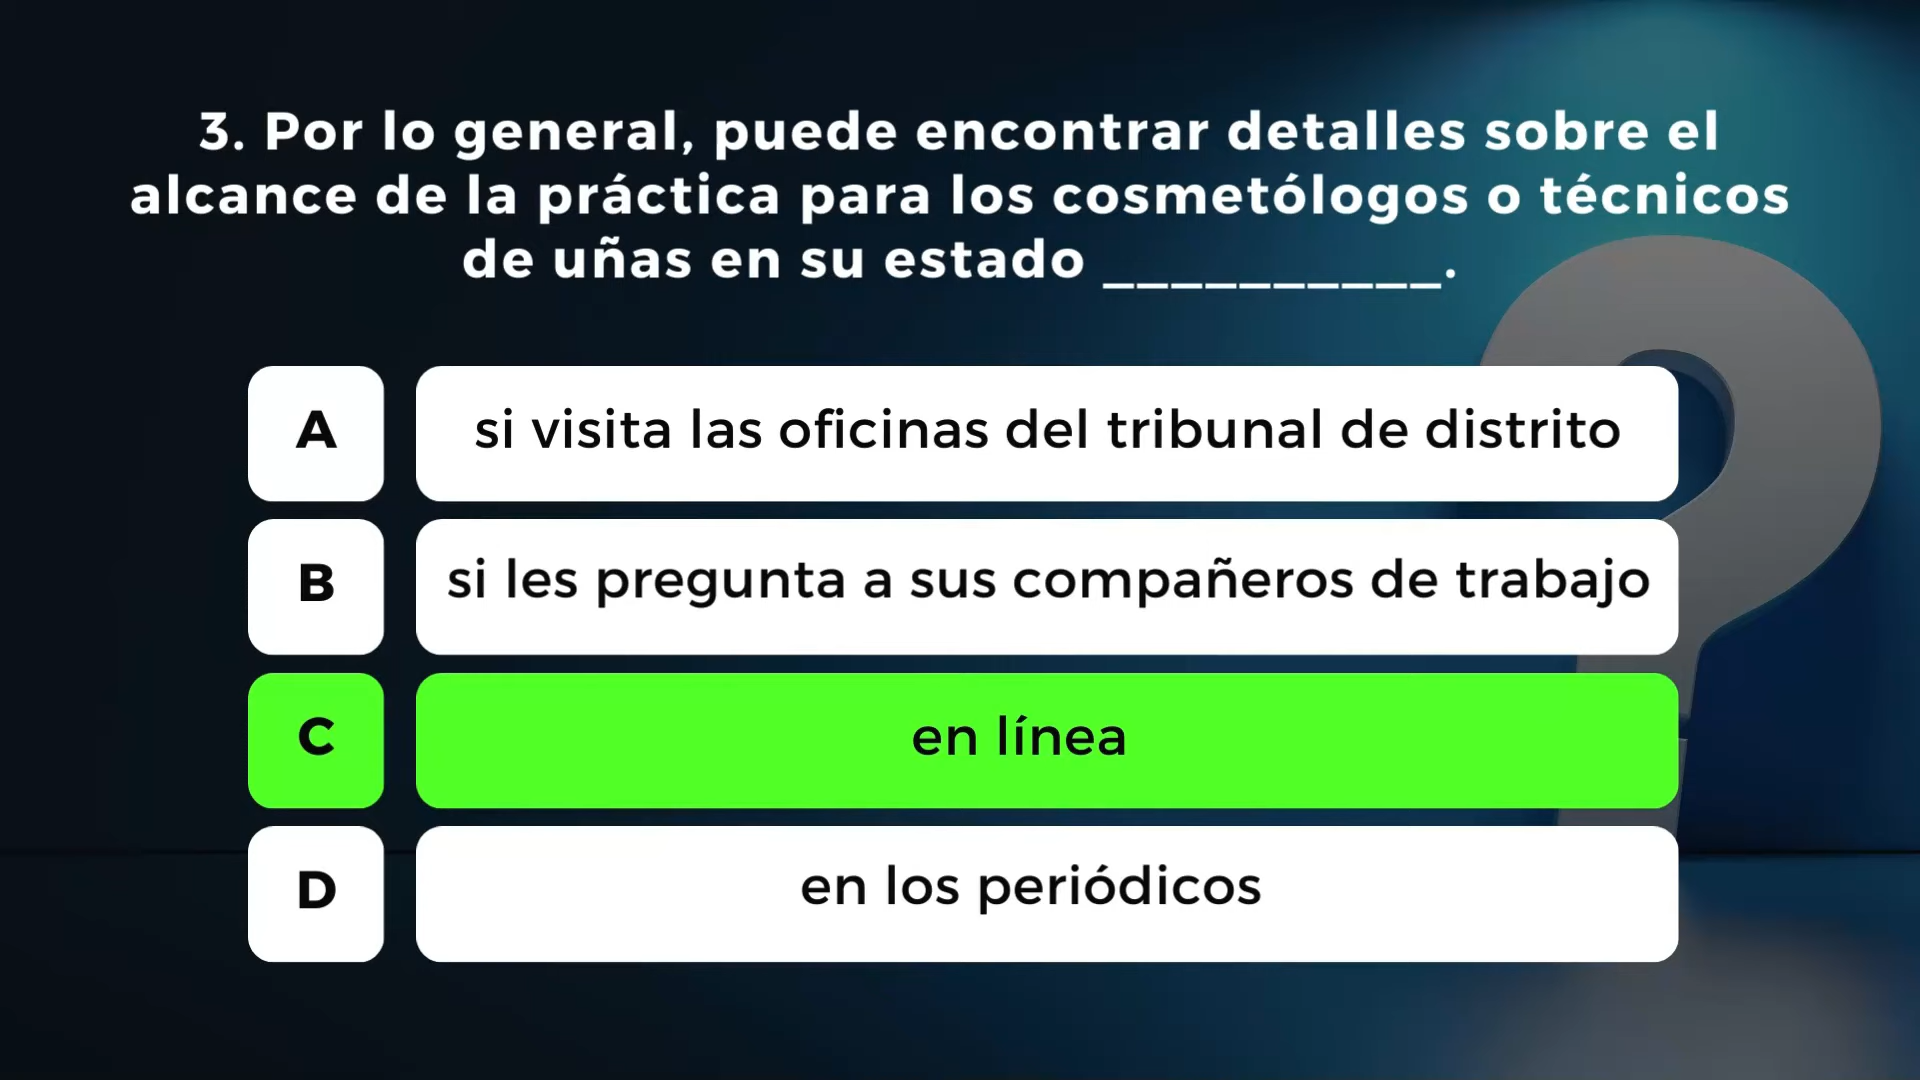 3. Por lo general, puede encontrar detalles sobre el
alcance de la práctica para los cosmetólogos o técnicos
de uñas en su estado __________.
A si visita las oficinas del tribunal de distrito
B si les pregunta a sus compañeros de trabajo
C en línea
D en los periódicos